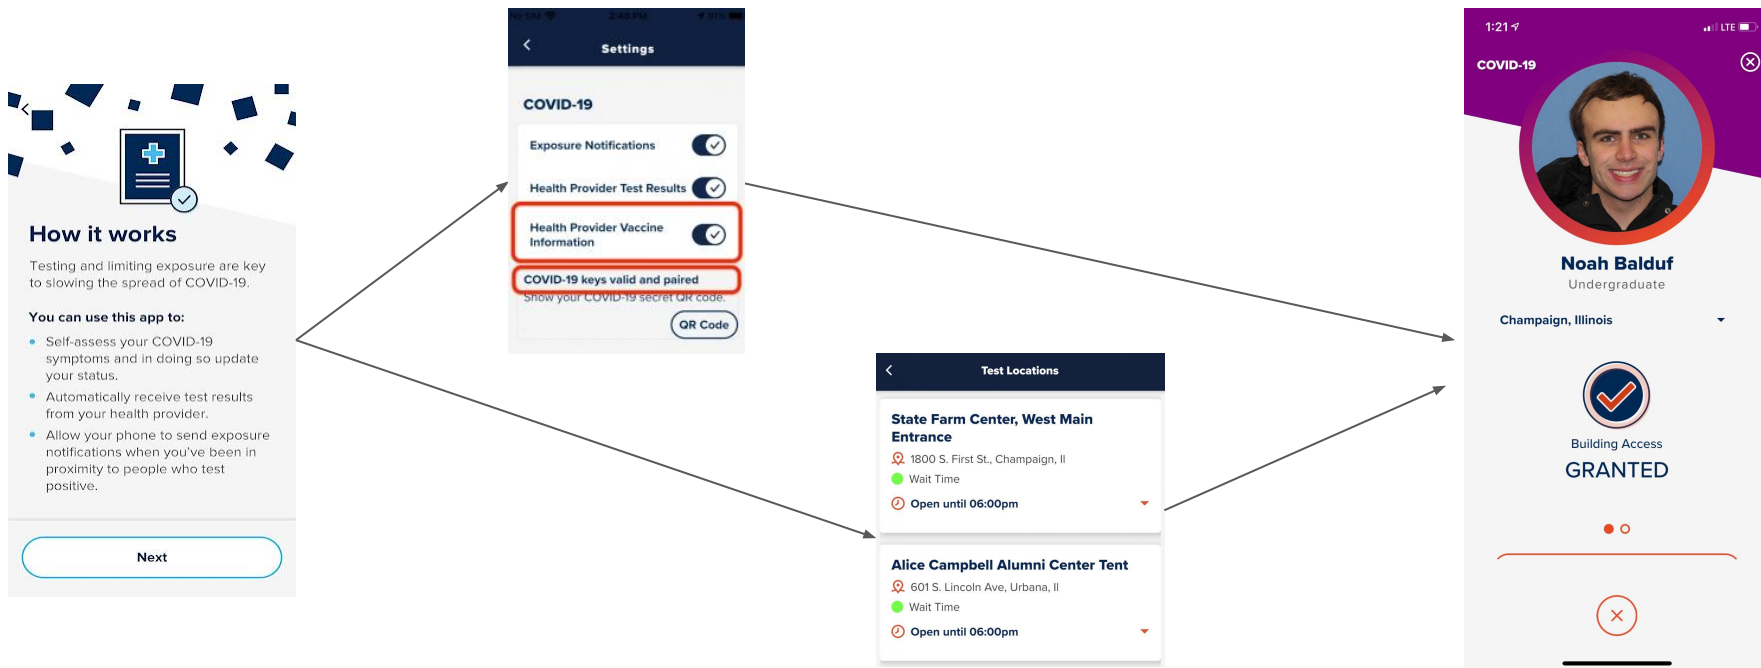 How it works
Testing and limiting exposure are key
to slowing the spread of COVID-19.
You can use this app to:
Self-assess your COVID-19
symptoms and in doing so update
your status.
Automatically receive test results
from your health provider.
Allow your phone to send exposure
notifications when you've been in
proximity to people who test
positive.
Next
No SIM 2:49 PM 91%
Settings
COVID-19
Exposure Notifications
Health Provider Test Results
Health Provider Vaccine
Information
COVID-19 keys valid and paired
Show your COVID-19 secret QR code.
QR Code
Test Locations
State Farm Center, West Main
Entrance
1800 S. First St., Champaign, Il
Wait Time
Open until 06:00pm
Alice Campbell Alumni Center Tent
601 S. Lincoln Ave, Urbana, Il
Wait Time
Open until 06:00pm
1:21 LTE
COVID-19
Noah Balduf
Undergraduate
Champaign, Illinois
Building Access
GRANTED